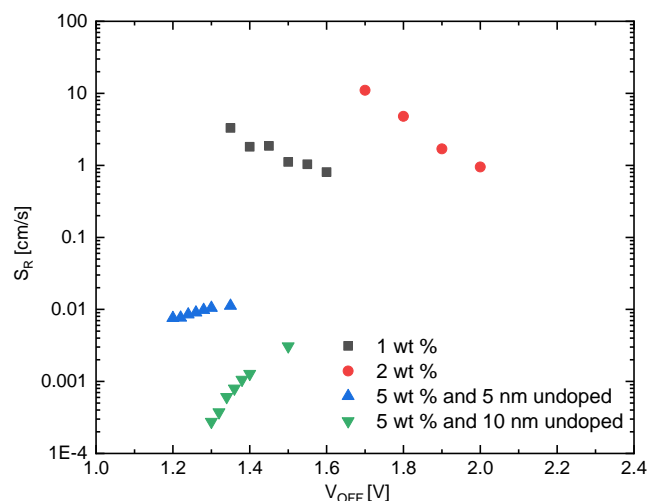 100
10
1
0.1
0.01
0.001
1E-4
S_R [cm/s]
1 wt %
2 wt %
5 wt % and 5 nm undoped
5 wt % and 10 nm undoped
1.0 1.2 1.4 1.6 1.8 2.0 2.2 2.4
V_OFF [V]